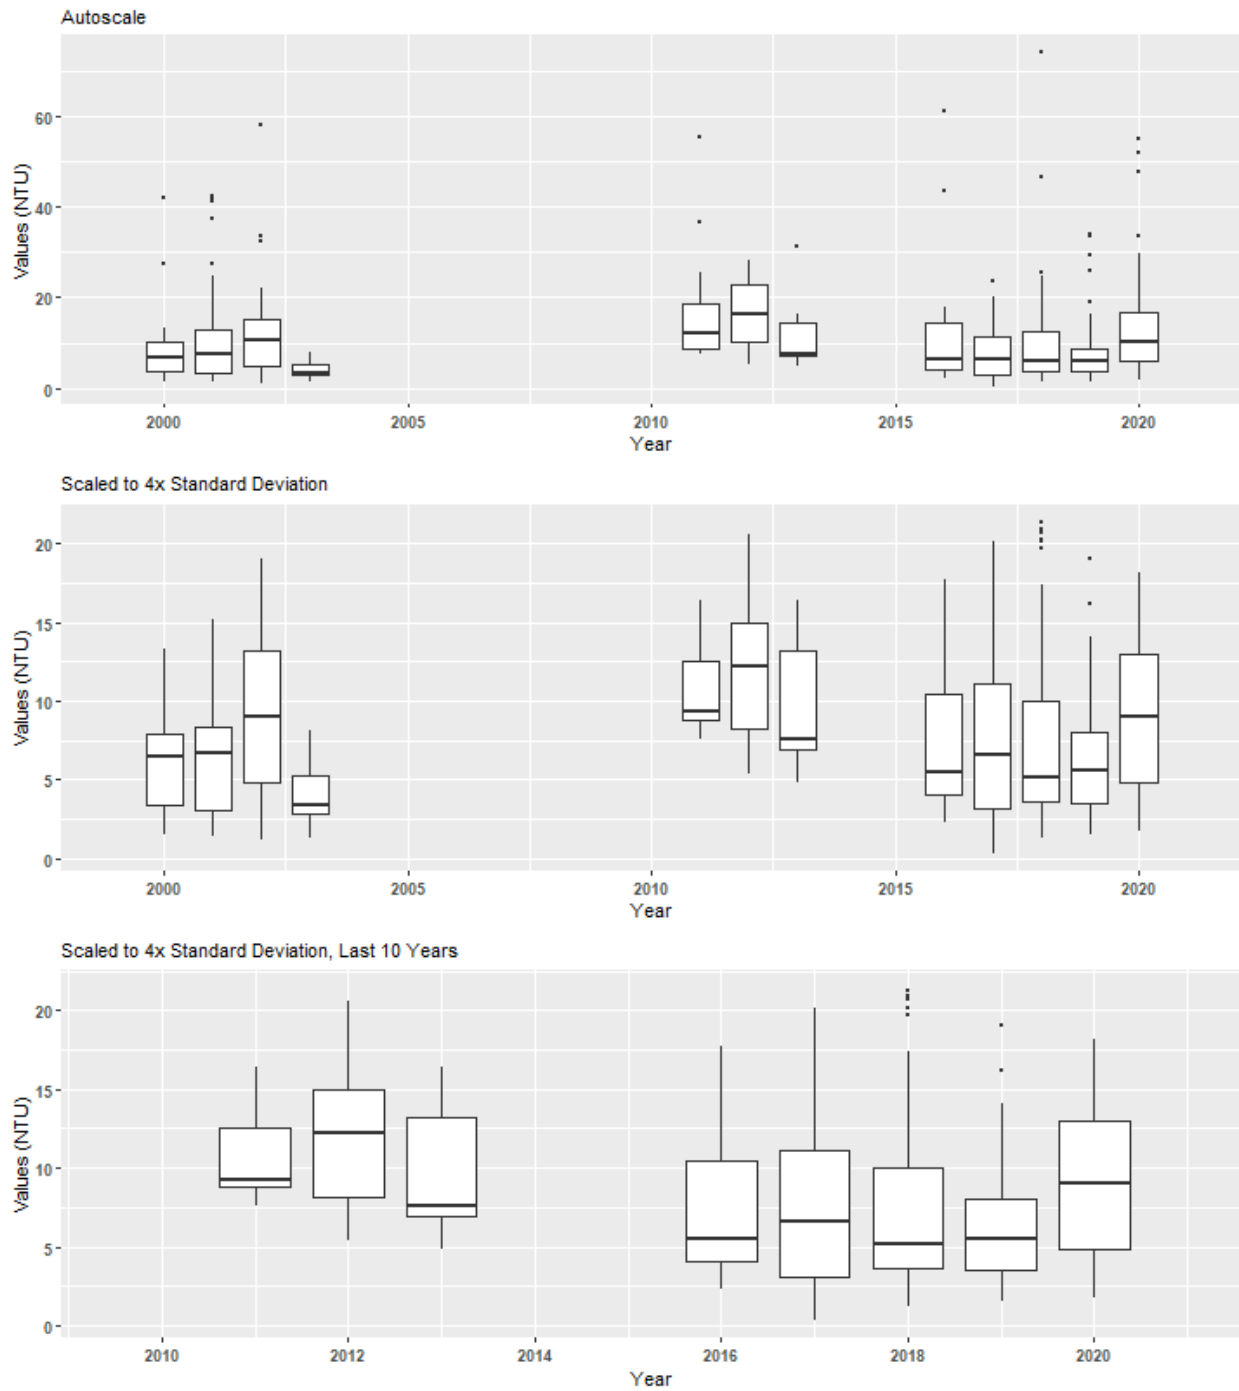 Autoscale
Values (NTU)
60
40
20
0
2000 2005 2010 2015 2020
Year
Scaled to 4x Standard Deviation
Values (NTU)
20
15
10
5
0
2000 2005 2010 2015 2020
Year
Scaled to 4x Standard Deviation, Last 10 Years
Values (NTU)
20
15
10
5
0
2010 2012 2014 2016 2018 2020
Year